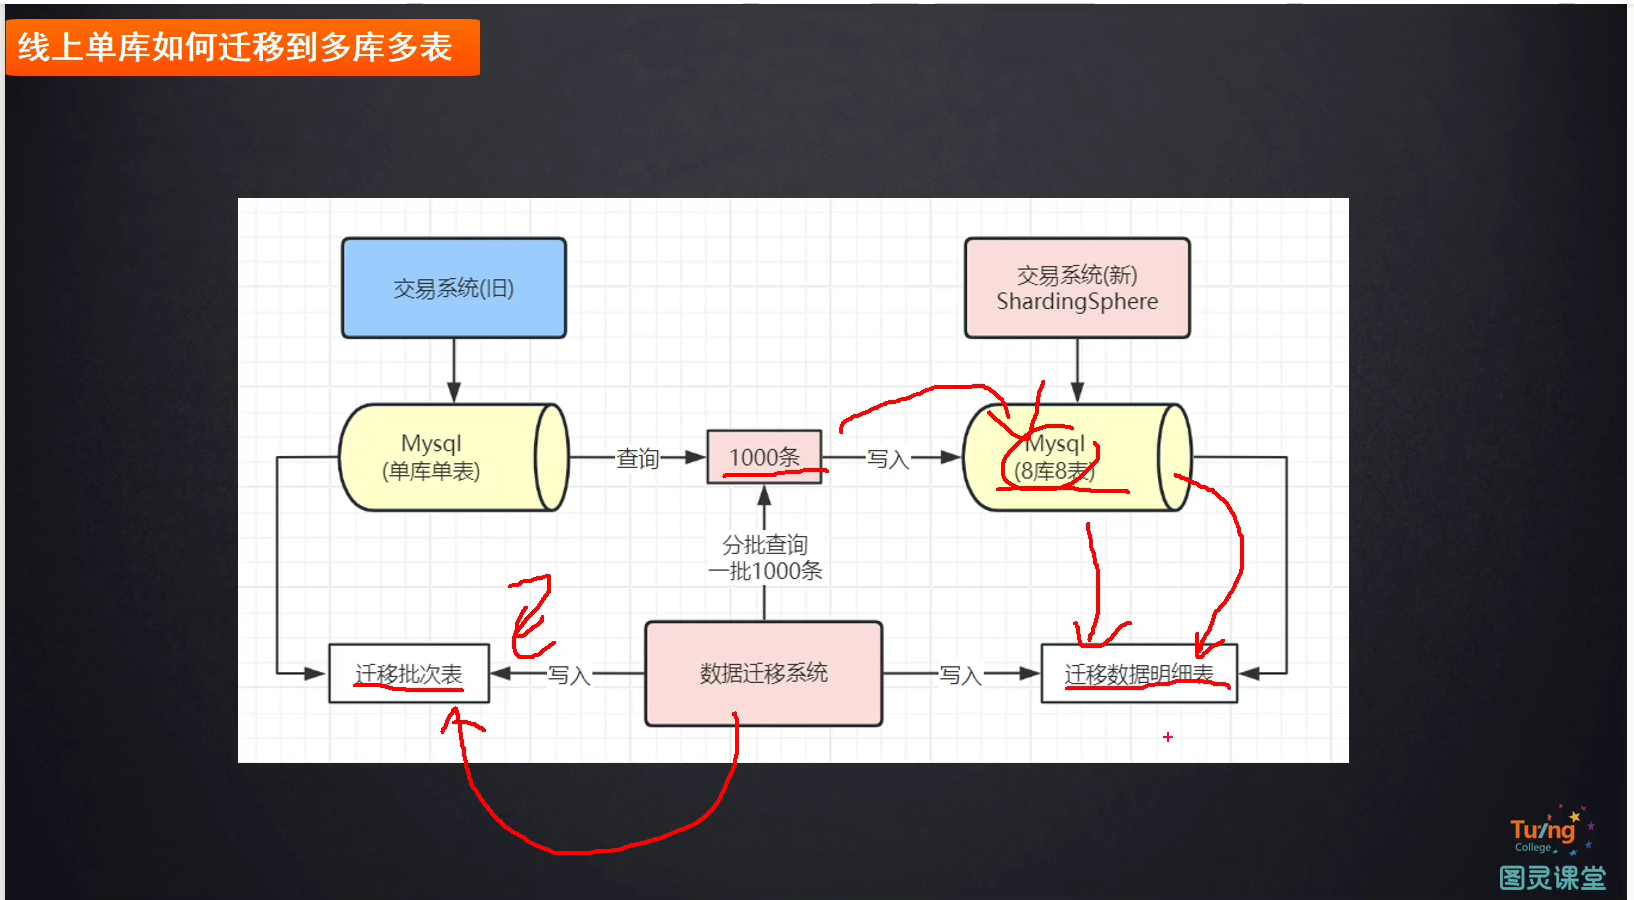 线上单库如何迁移到多库多表
交易系统(旧)
交易系统(新)
ShardingSphere
Mysql
(单库单表)
查询
1000条
写入
Mysql
(8库8表)
分批查询
一批1000条
迁移批次表
写入
数据迁移系统
写入
迁移数据明细表
Turing
College
图灵课堂